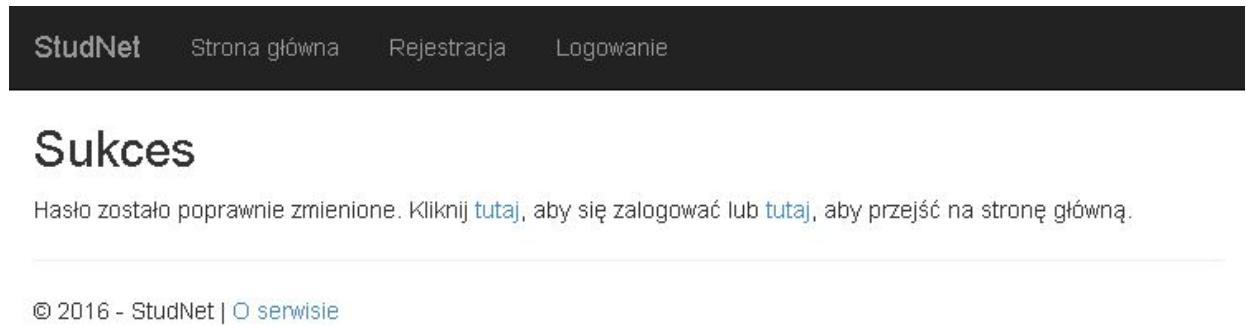 StudNet Strona główna Rejestracja Logowanie
Sukces
Hasło zostało poprawnie zmienione. Kliknij tutaj, aby się zalogować lub tutaj, aby przejść na stronę główną.
© 2016 - StudNet | O serwisie